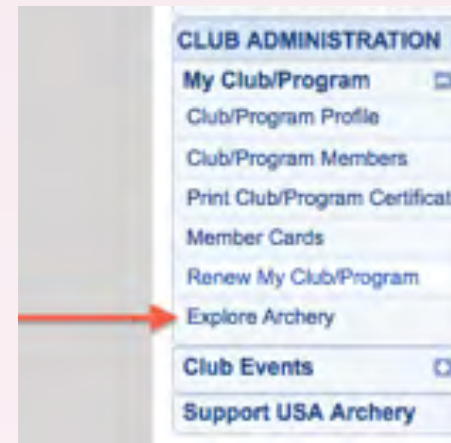 CLUB ADMINISTRATION
My Club/Program
Club/Program Profile
Club/Program Members
Print Club/Program Certificat
Member Cards
Renew My Club/Program
Explore Archery
Club Events
Support USA Archery